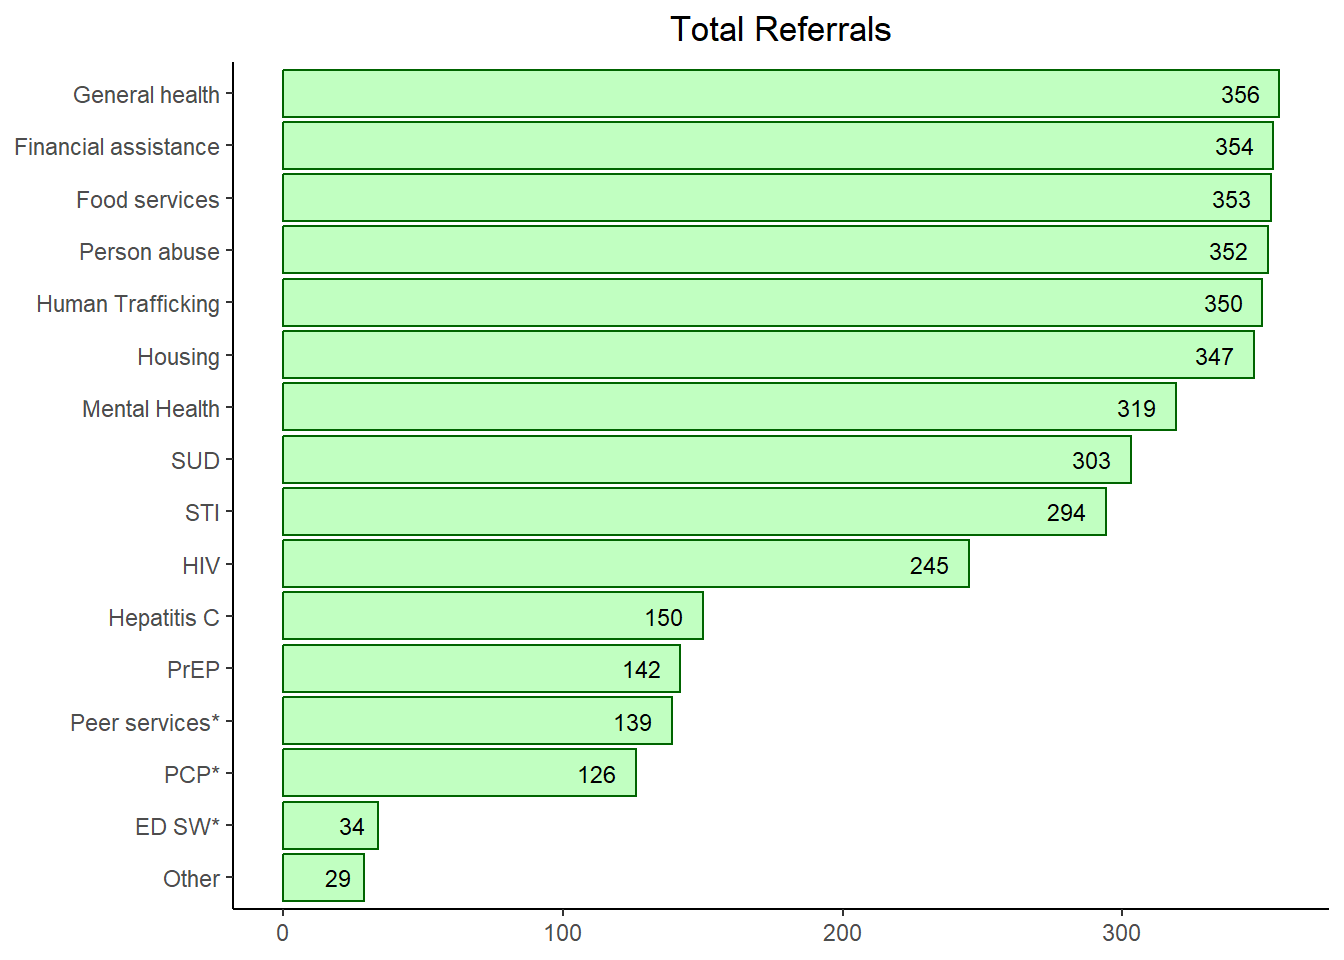 Total Referrals
General health 356
Financial assistance 354
Food services 353
Person abuse 352
Human Trafficking 350
Housing 347
Mental Health 319
SUD 303
STI 294
HIV 245
Hepatitis C 150
PrEP 142
Peer services* 139
PCP* 126
ED SW* 34
Other 29
0 100 200 300